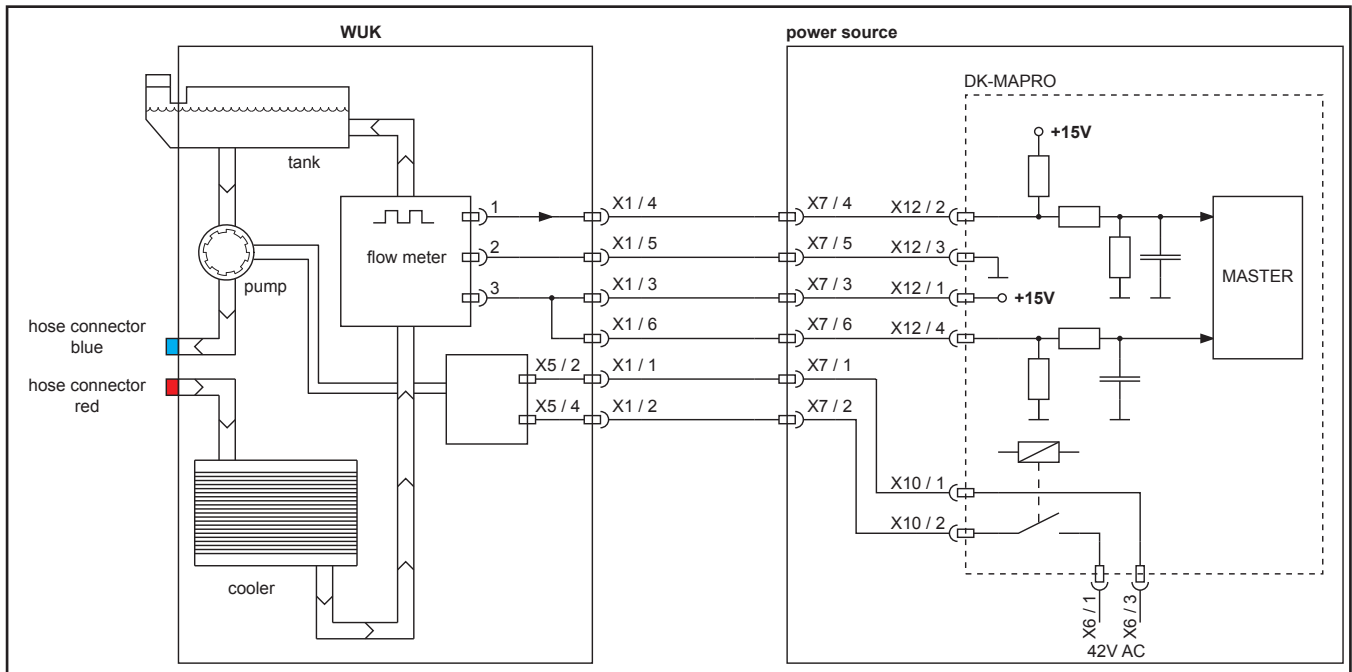 WUK
power source
DK-MAPRO
+15V
tank
1
X1 / 4
X7 / 4
X12 / 2
flow meter
2
X1 / 5
X7 / 5
X12 / 3
MASTER
pump
3
X1 / 3
X7 / 3
X12 / 1
+15V
hose connector
blue
X1 / 6
X7 / 6
X12 / 4
hose connector
red
X5 / 2
X1 / 1
X7 / 1
X5 / 4
X1 / 2
X7 / 2
X10 / 1
X10 / 2
cooler
X6 / 1
X6 / 3
42V AC